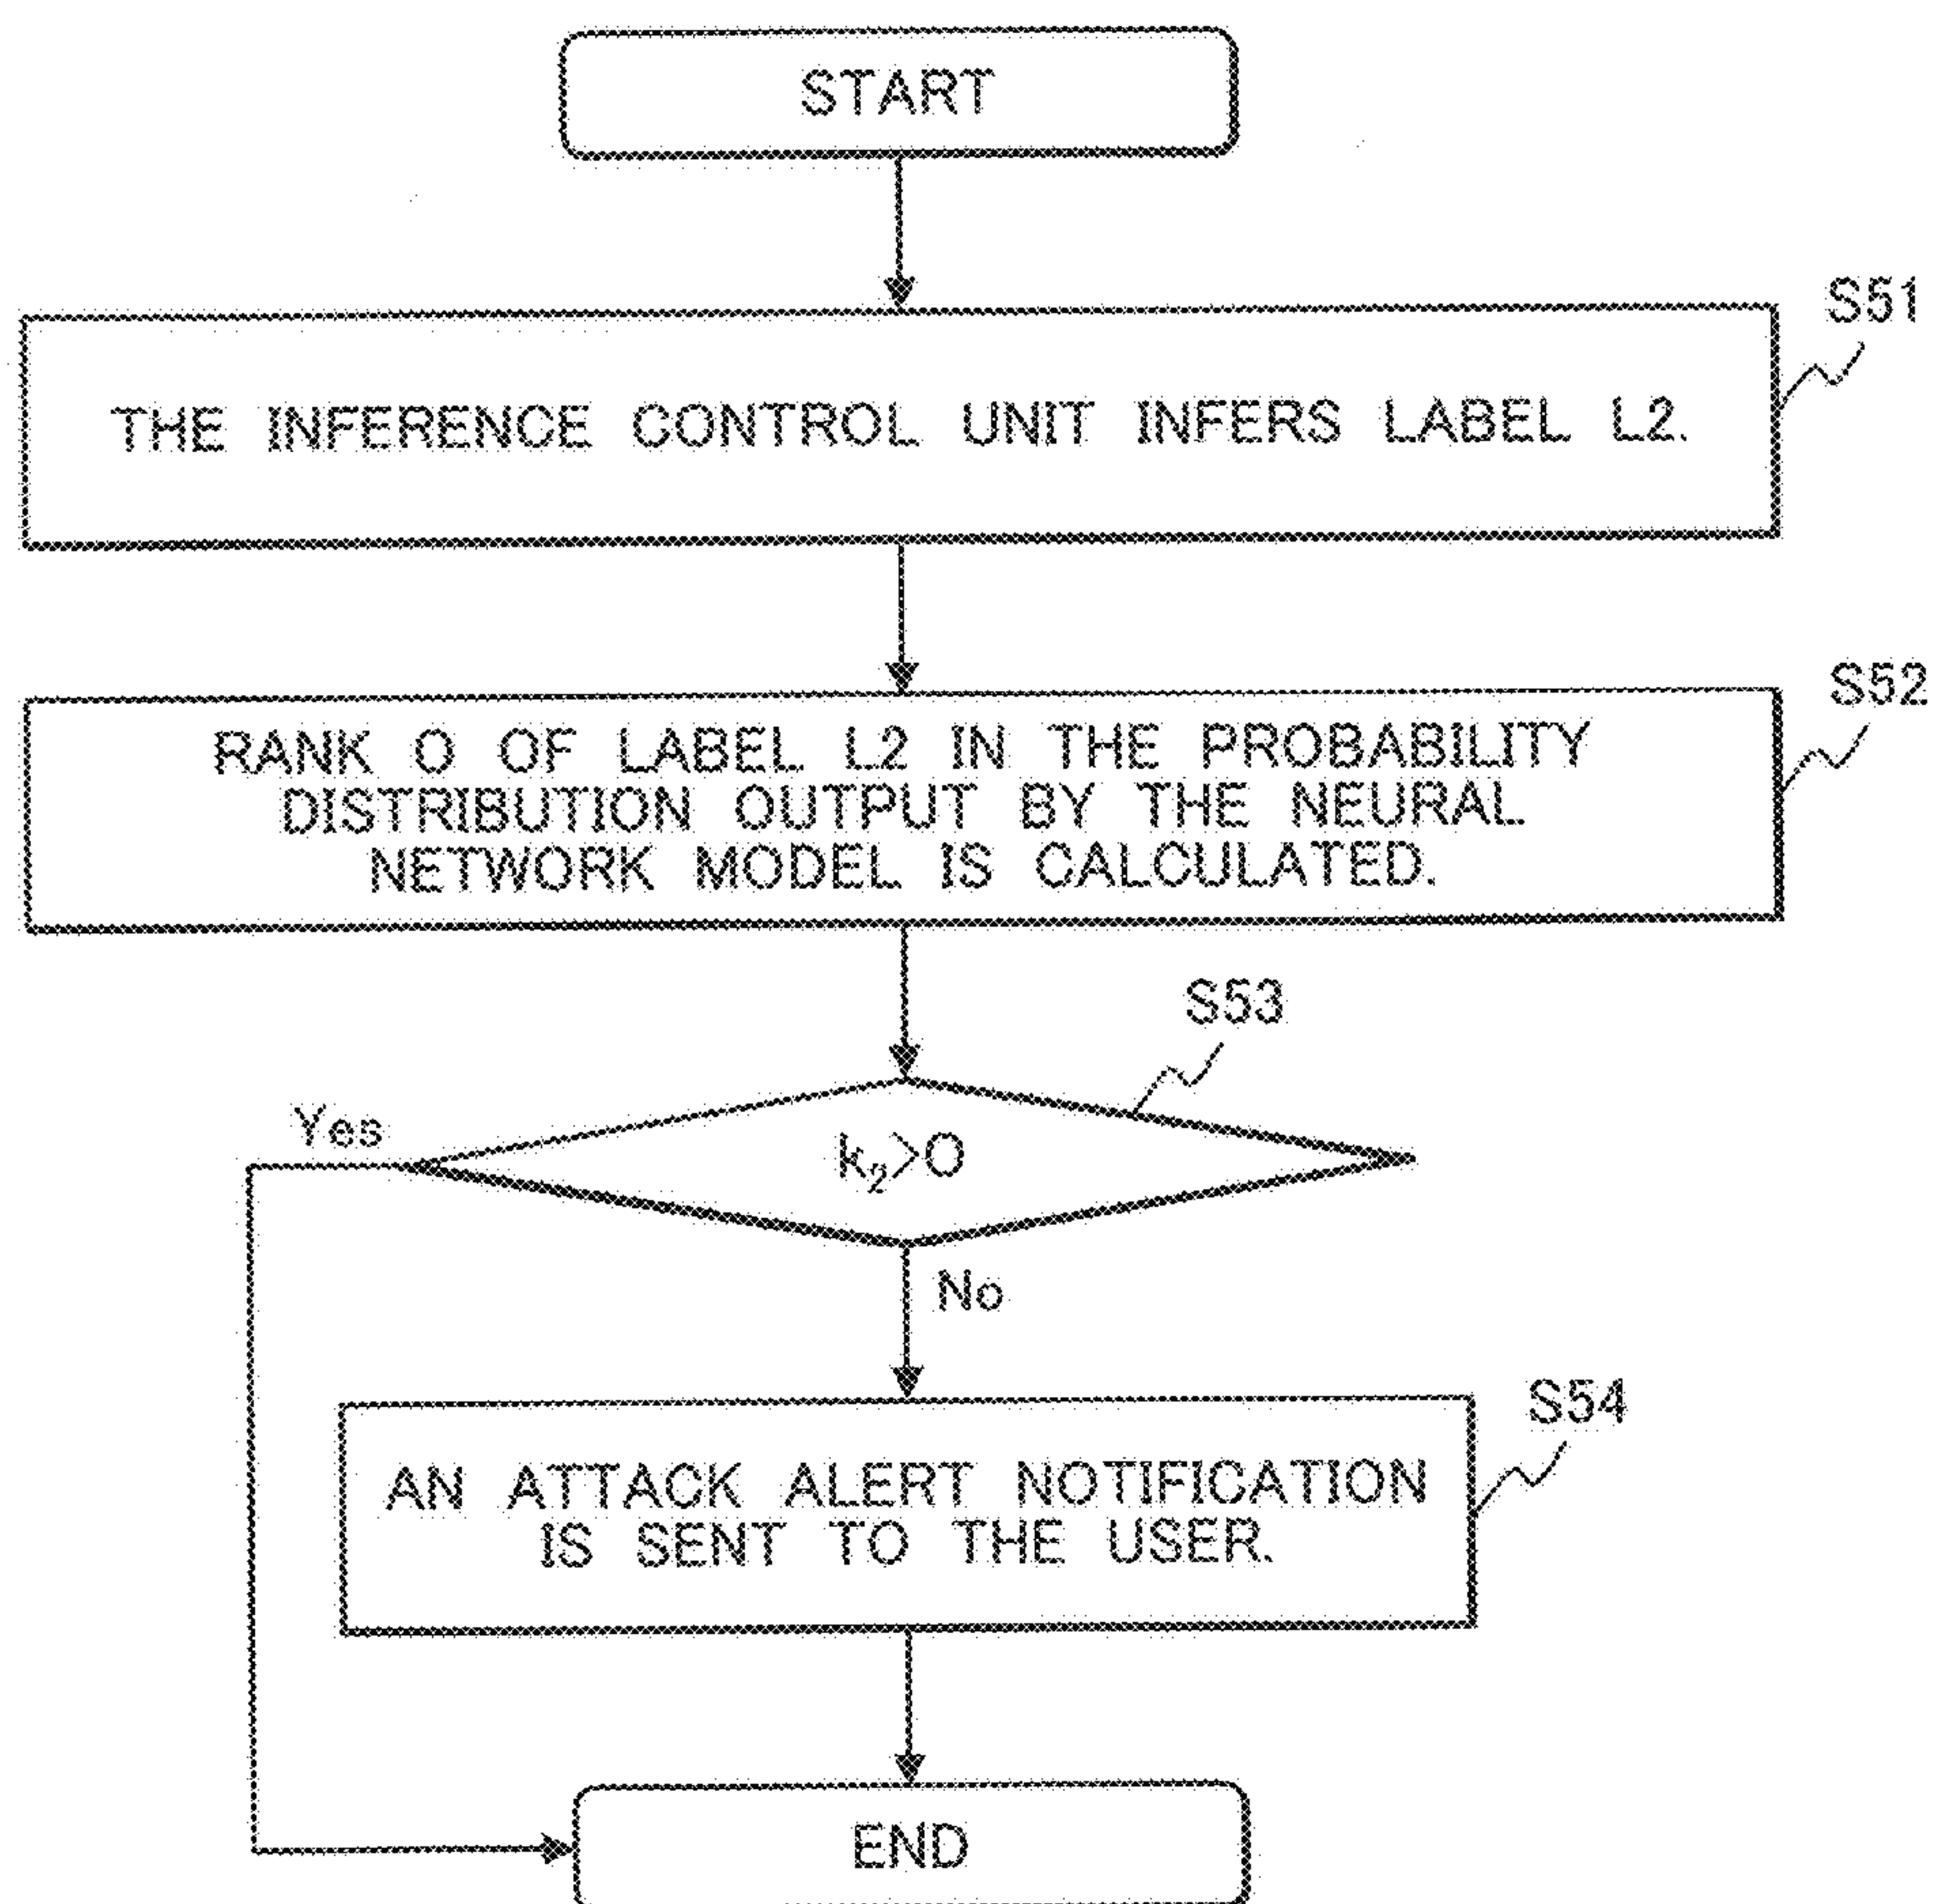 START
S51
THE INFERENCE CONTROL UNIT INFERS LABEL L2.
S52
RANK O OF LABEL L2 IN THE PROBABILITY
DISTRIBUTION OUTPUT BY THE NEURAL
NETWORK MODEL IS CALCULATED.
S53
Yes
k₂>O
No
S54
AN ATTACK ALERT NOTIFICATION
IS SENT TO THE USER.
END